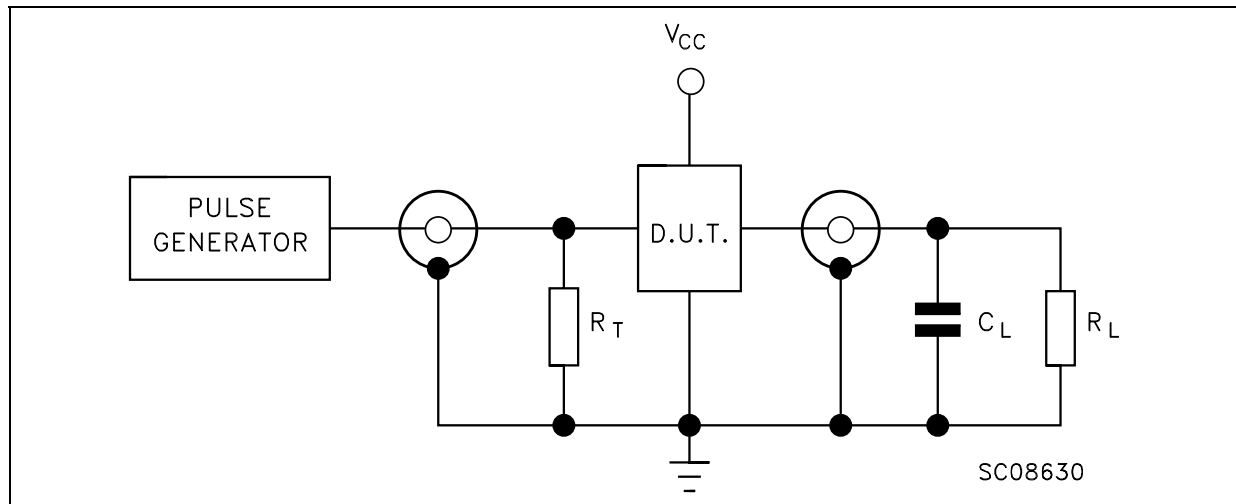 VCC
PULSE
GENERATOR
D.U.T.
RT
CL
RL
SC08630